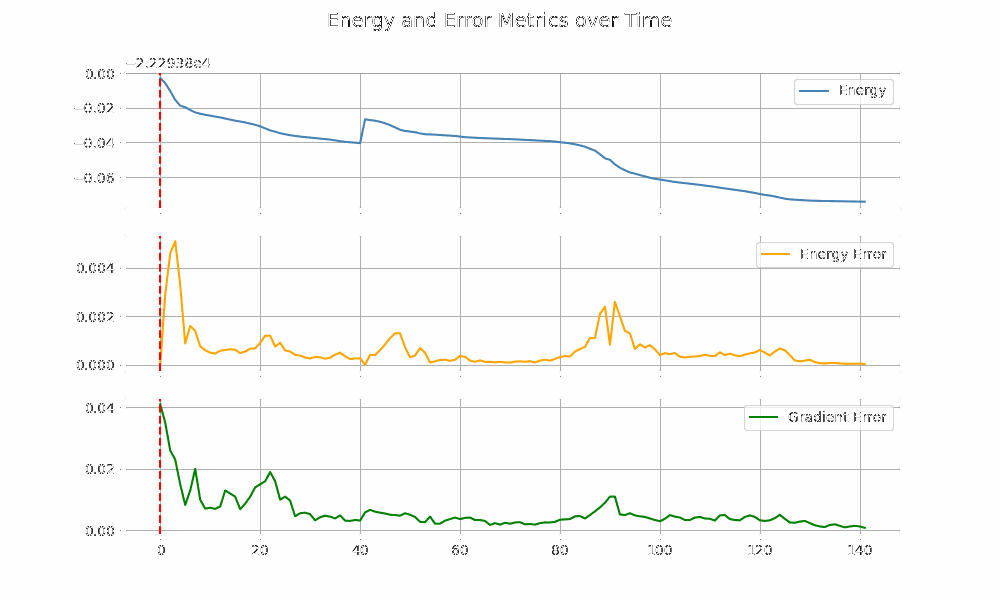 Energy and Error Metrics over Time
−2.22938e4
0.00
−0.02
−0.04
−0.06
Energy
0.004
0.002
0.000
Energy Error
0.04
0.02
0.00
Gradient Error
0 20 40 60 80 100 120 140